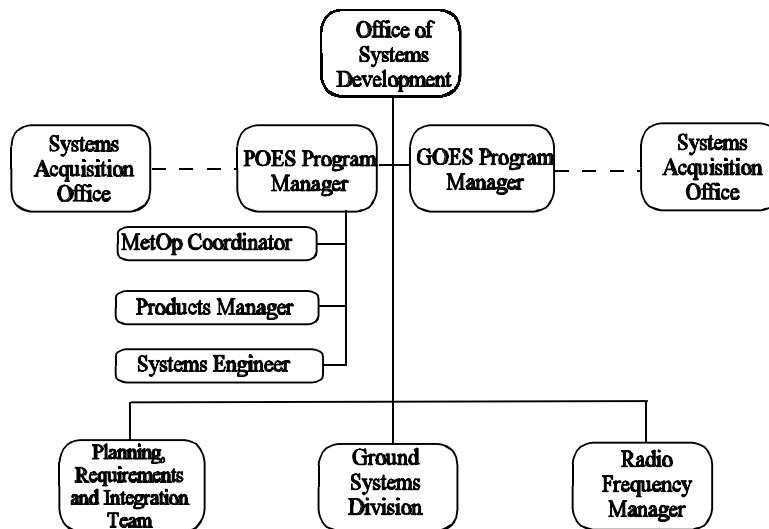 Office of
Systems
Development
Systems
Acquisition
Office
POES Program
Manager
GOES Program
Manager
Systems
Acquisition
Office
MetOp Coordinator
Products Manager
Systems Engineer
Planning,
Requirements
and Integration
Team
Ground
Systems
Division
Radio
Frequency
Manager